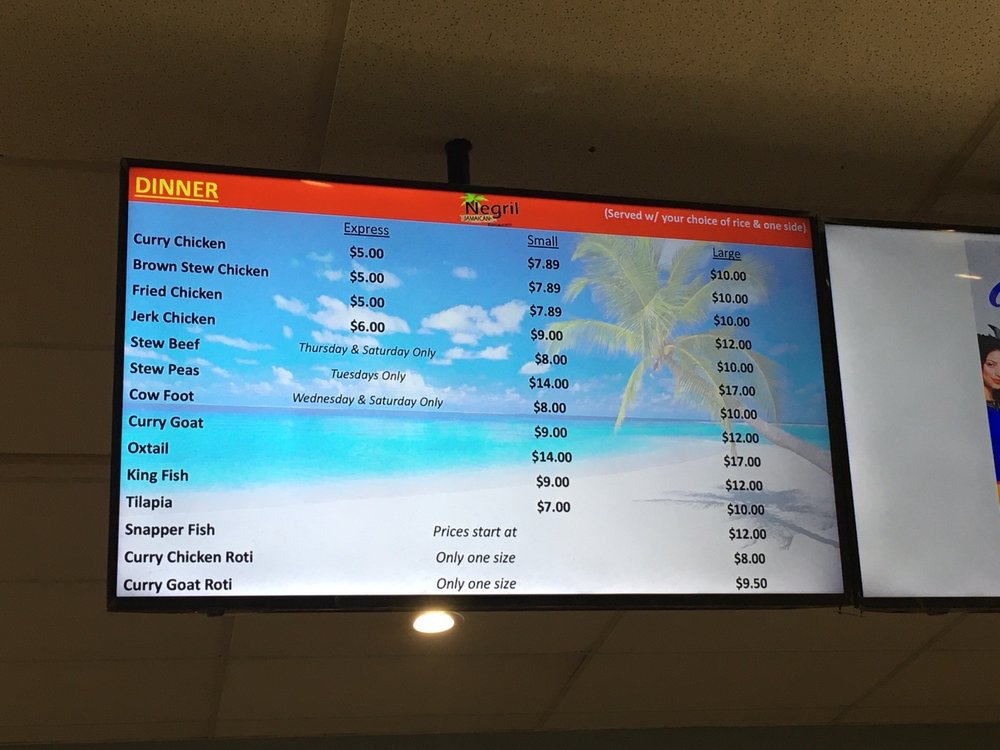 DINNER
Negril
JAMAICAN
(Served w/ your choice of rice & one side)
Express Small Large
Curry Chicken $5.00 $7.89 $10.00
Brown Stew Chicken $5.00 $7.89 $10.00
Fried Chicken $5.00 $7.89 $10.00
Jerk Chicken $6.00 $9.00 $12.00
Stew Beef Thursday & Saturday Only $8.00 $10.00
Stew Peas Tuesdays Only $14.00 $17.00
Cow Foot Wednesday & Saturday Only $8.00 $10.00
Curry Goat $9.00 $12.00
Oxtail $14.00 $17.00
King Fish $9.00 $12.00
Tilapia $7.00 $10.00
Snapper Fish Prices start at $12.00
Curry Chicken Roti Only one size $8.00
Curry Goat Roti Only one size $9.50